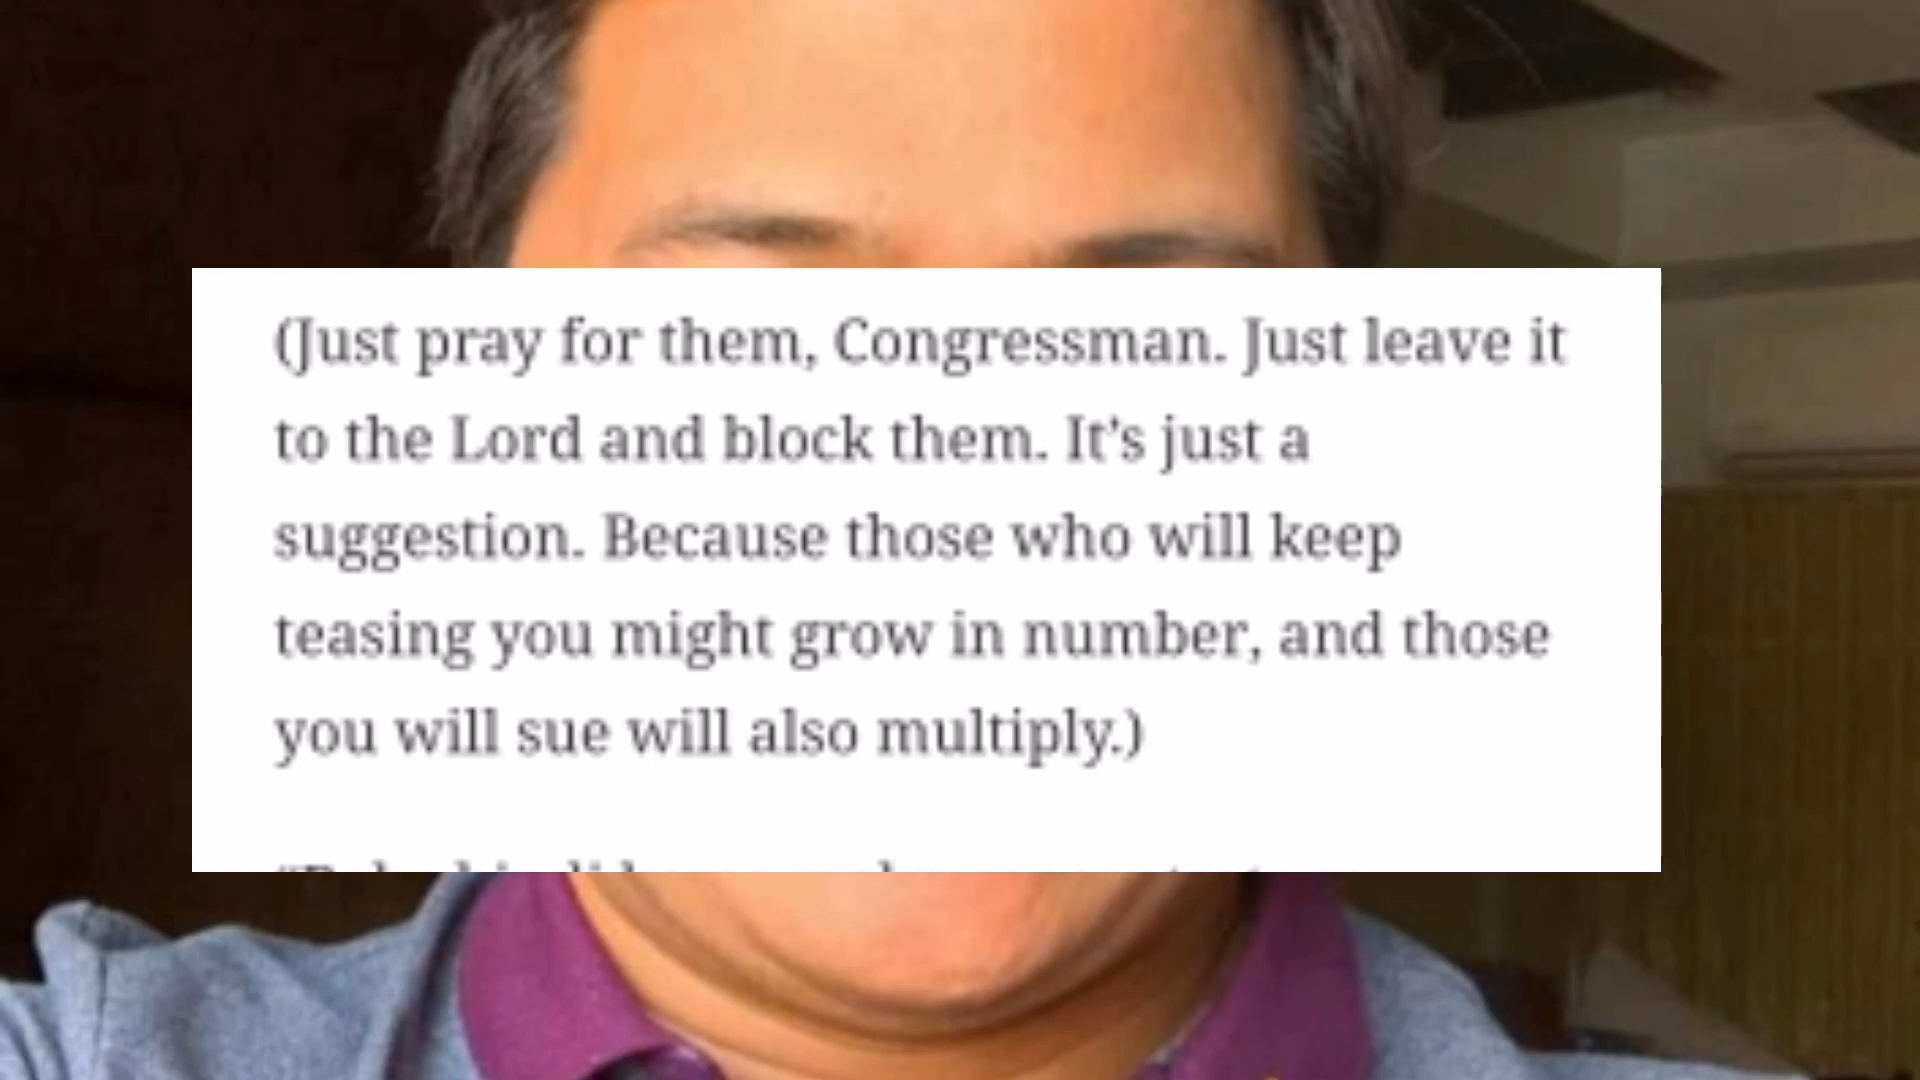 (Just pray for them, Congressman. Just leave it
to the Lord and block them. It’s just a
suggestion. Because those who will keep
teasing you might grow in number, and those
you will sue will also multiply.)